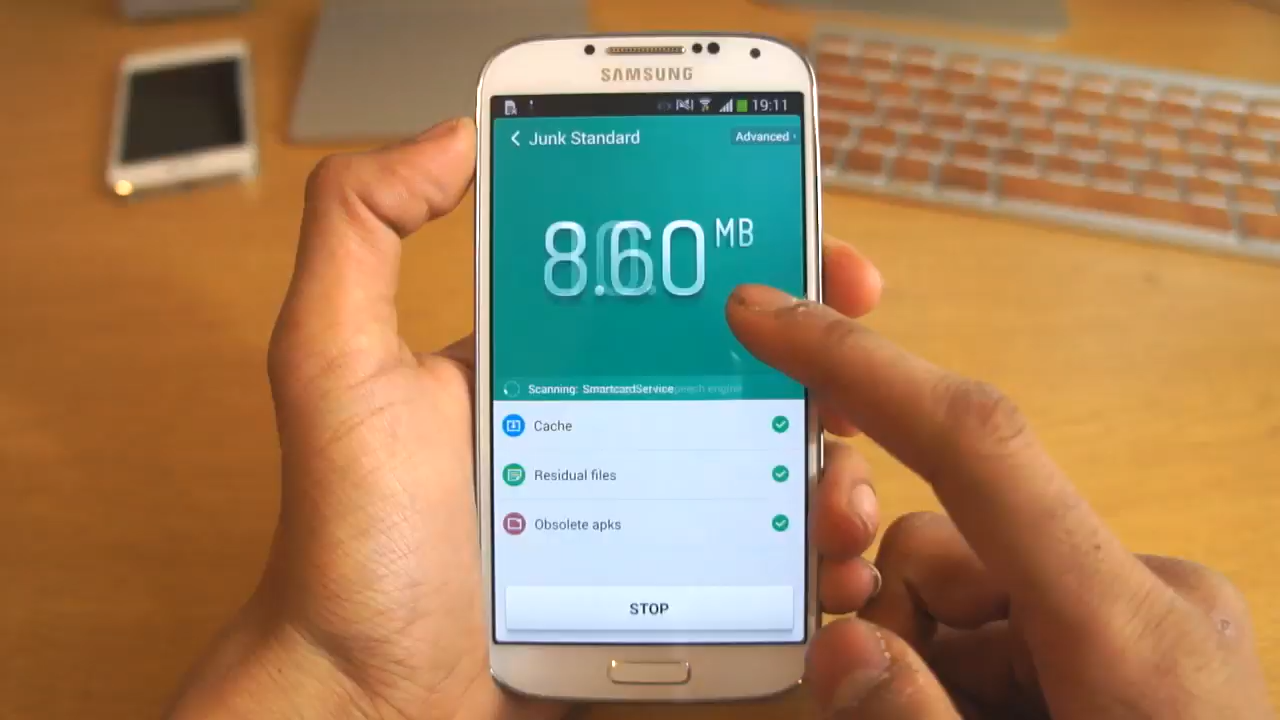 SAMSUNG
19:11
Junk Standard
Advanced
8.60 MB
Scanning: SmartcardService
Cache
Residual files
Obsolete apks
STOP